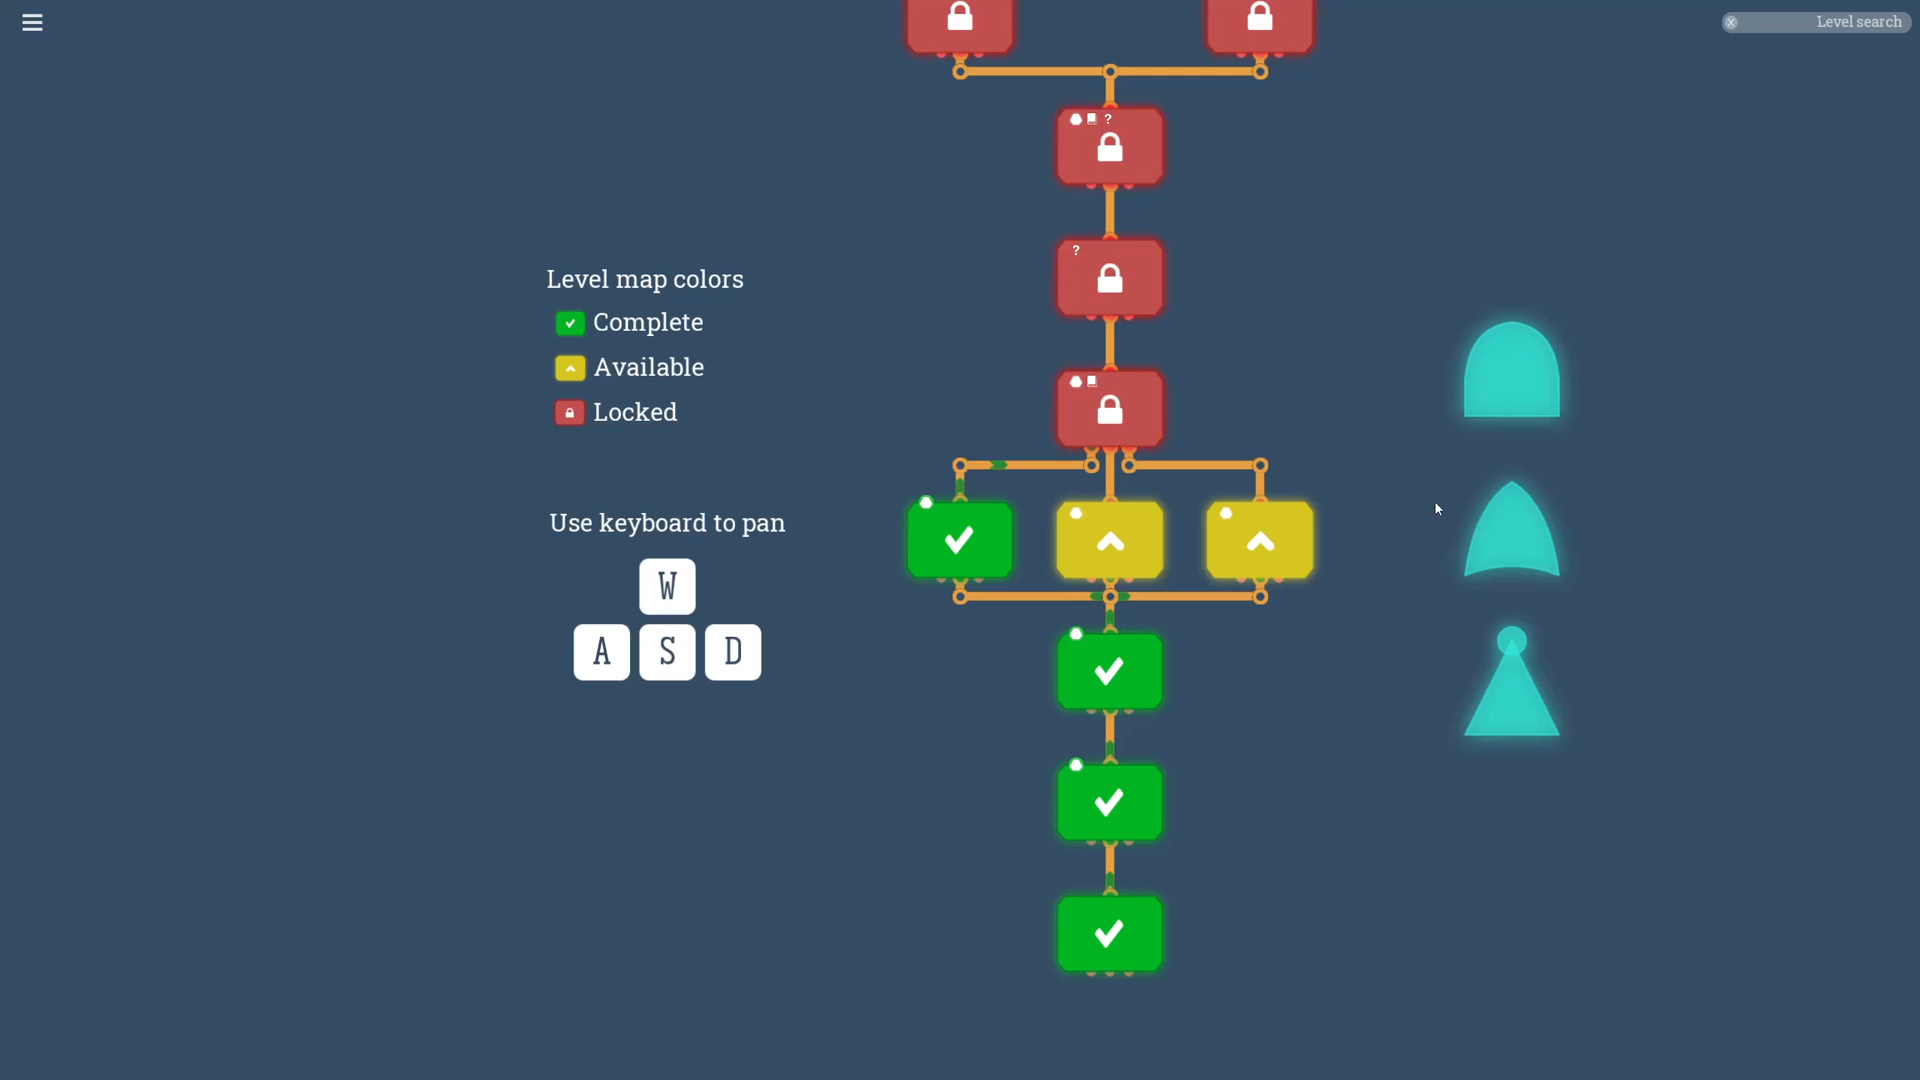 Level search
?
?
Level map colors
Complete
Available
Locked
Use keyboard to pan
W
A S D